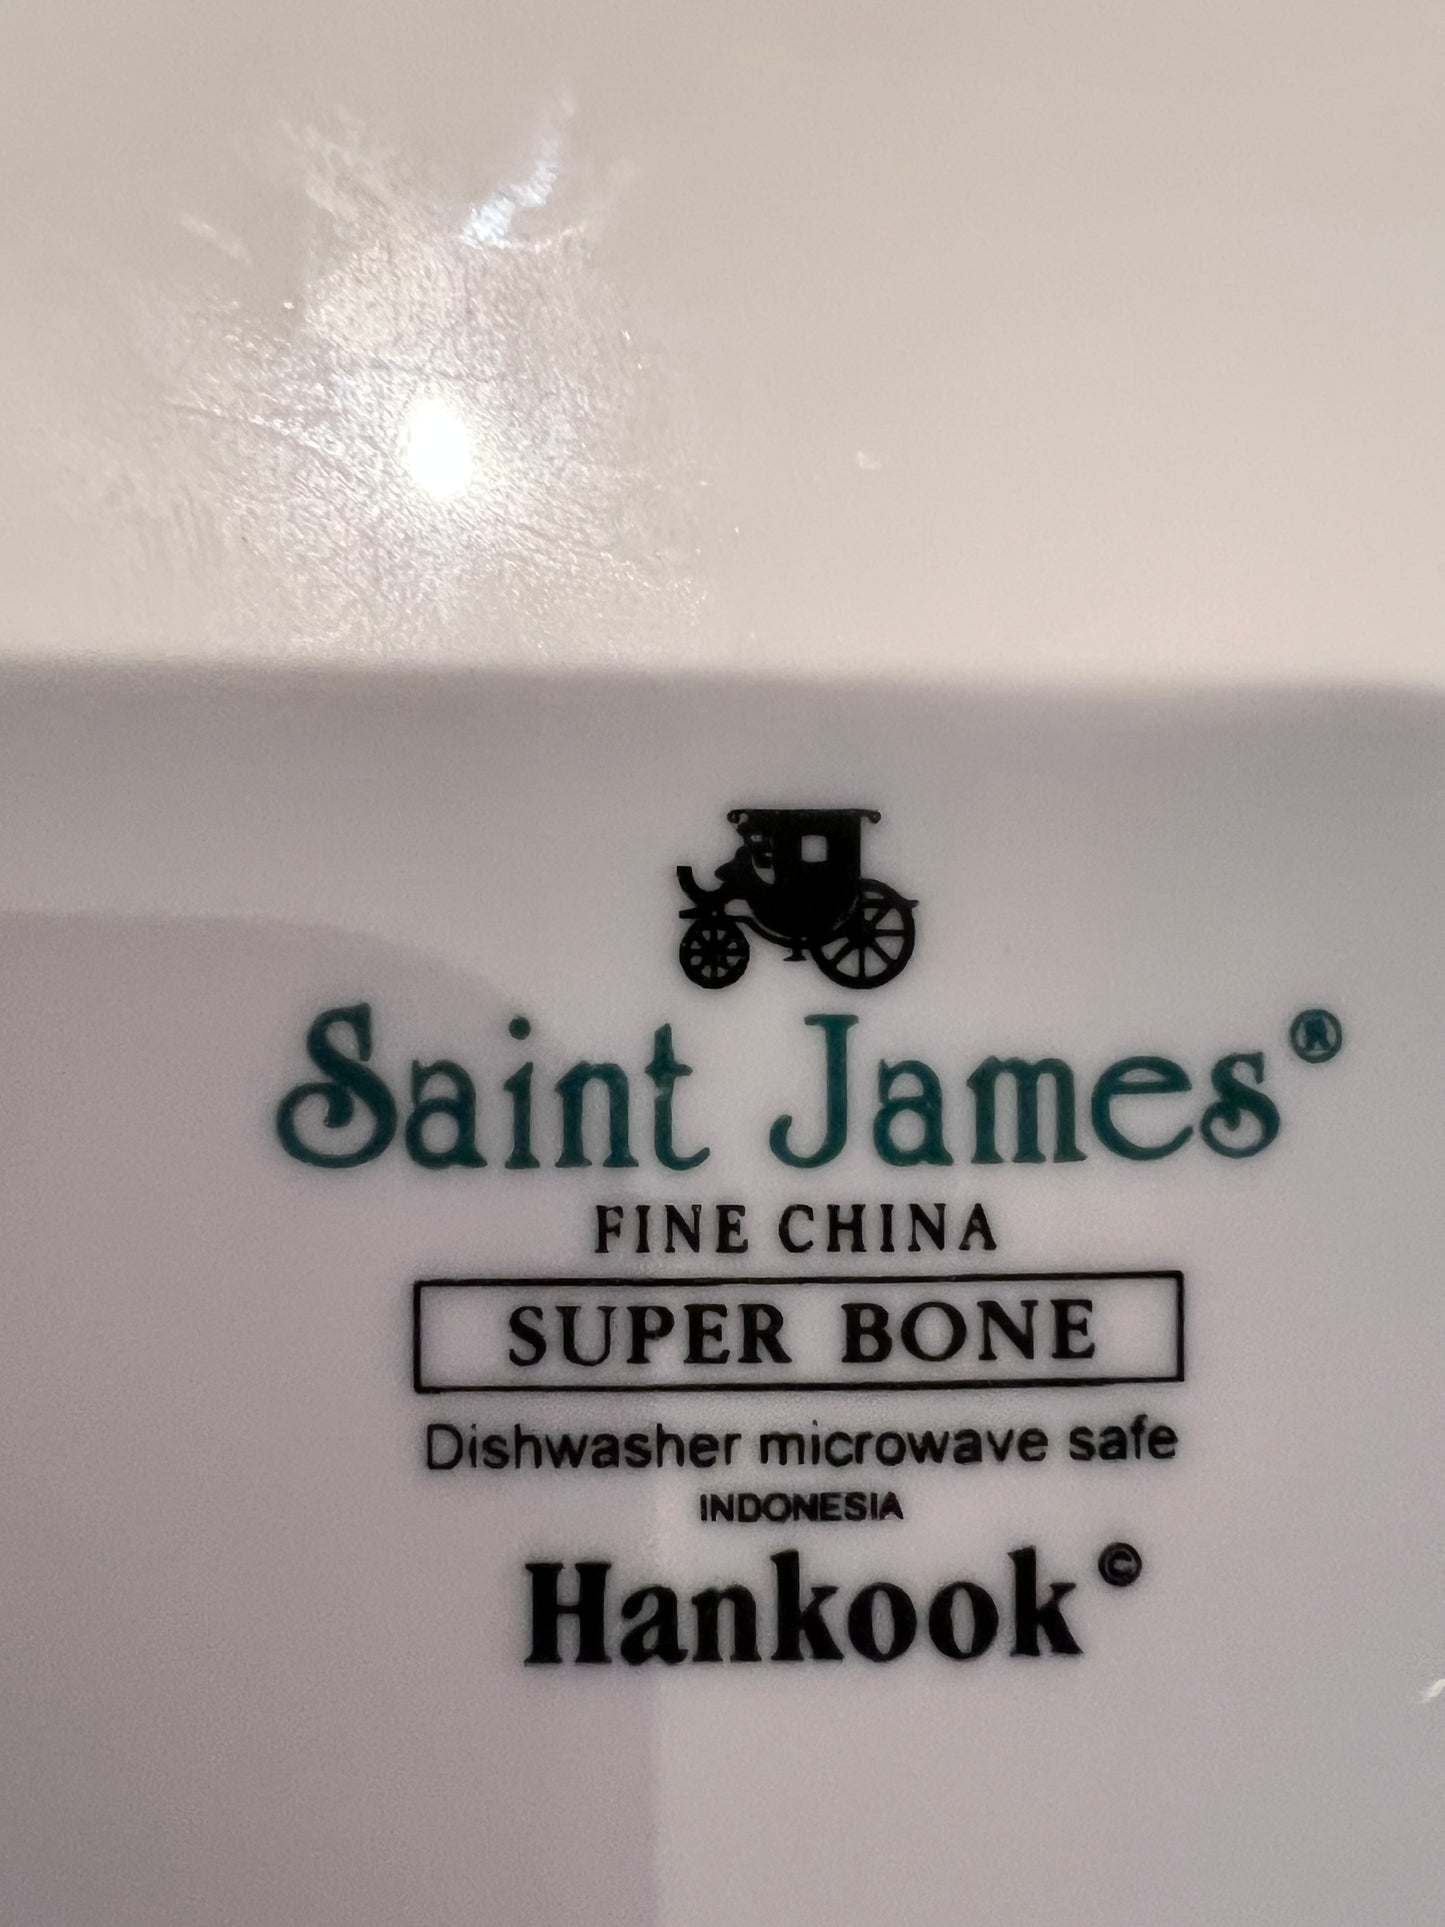 Saint James®
FINE CHINA
SUPER BONE
Dishwasher microwave safe
INDONESIA
Hankook©